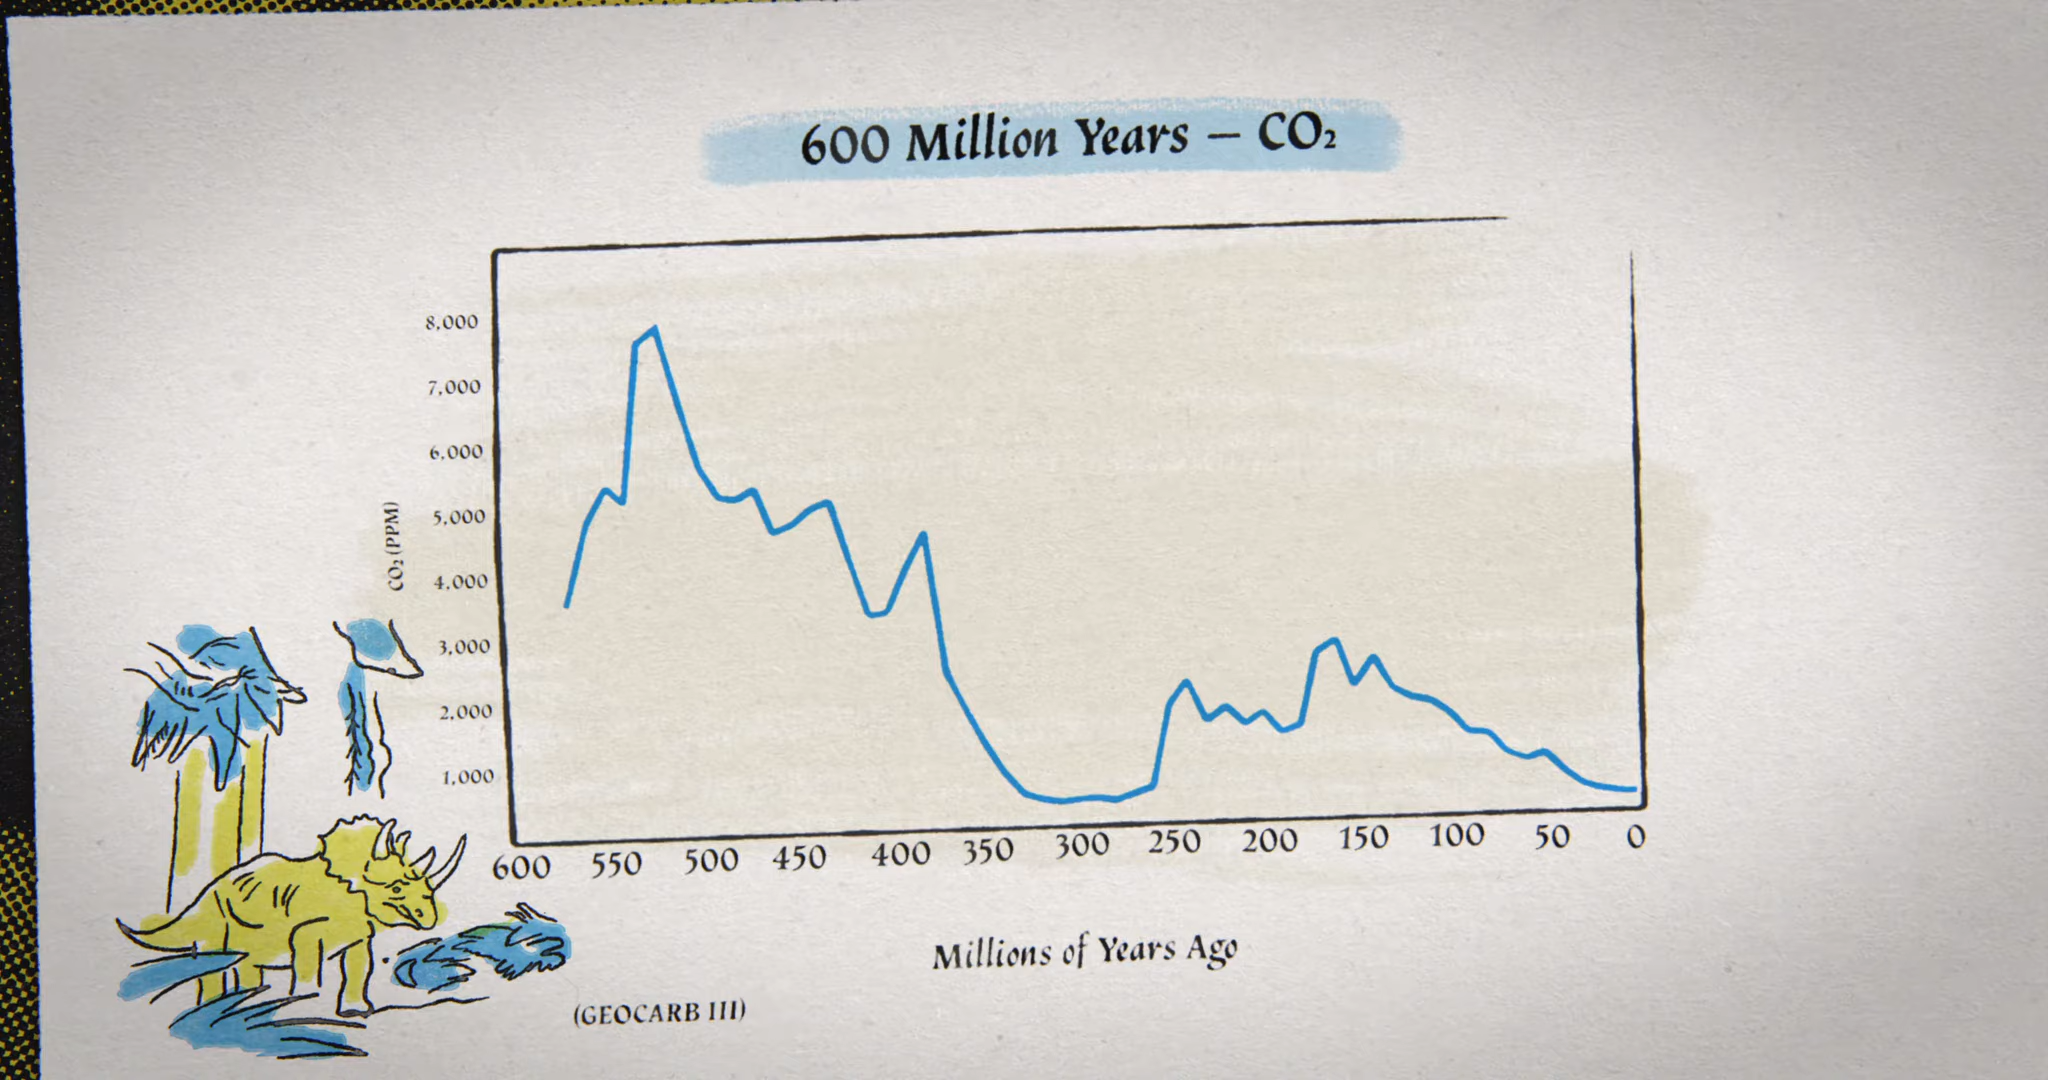 600 Million Years – CO₂
8,000
7,000
6,000
5,000
4,000
3,000
2,000
1,000
CO₂ (PPM)
600 550 500 450 400 350 300 250 200 150 100 50 0
Millions of Years Ago
(GEOCARB III)